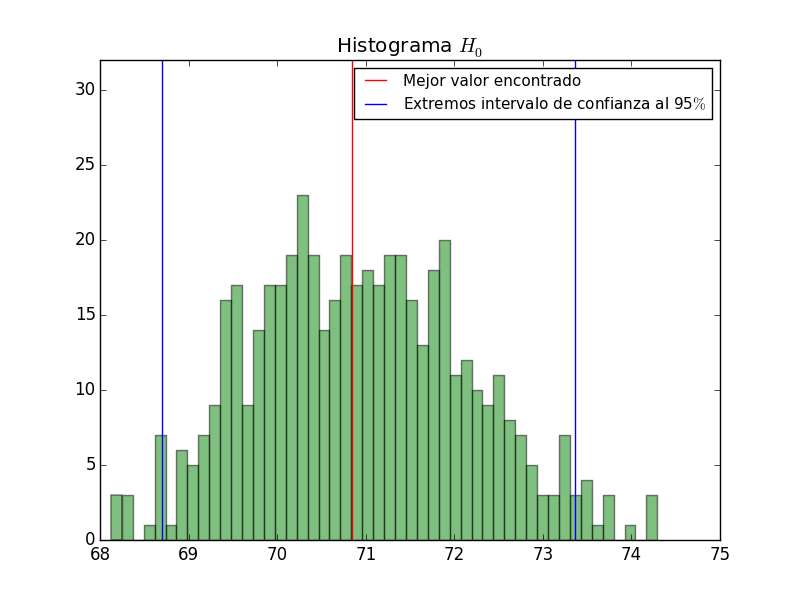 Histograma $H_0$
Mejor valor encontrado
Extremos intervalo de confianza al 95%
30
25
20
15
10
5
0
68 69 70 71 72 73 74 75